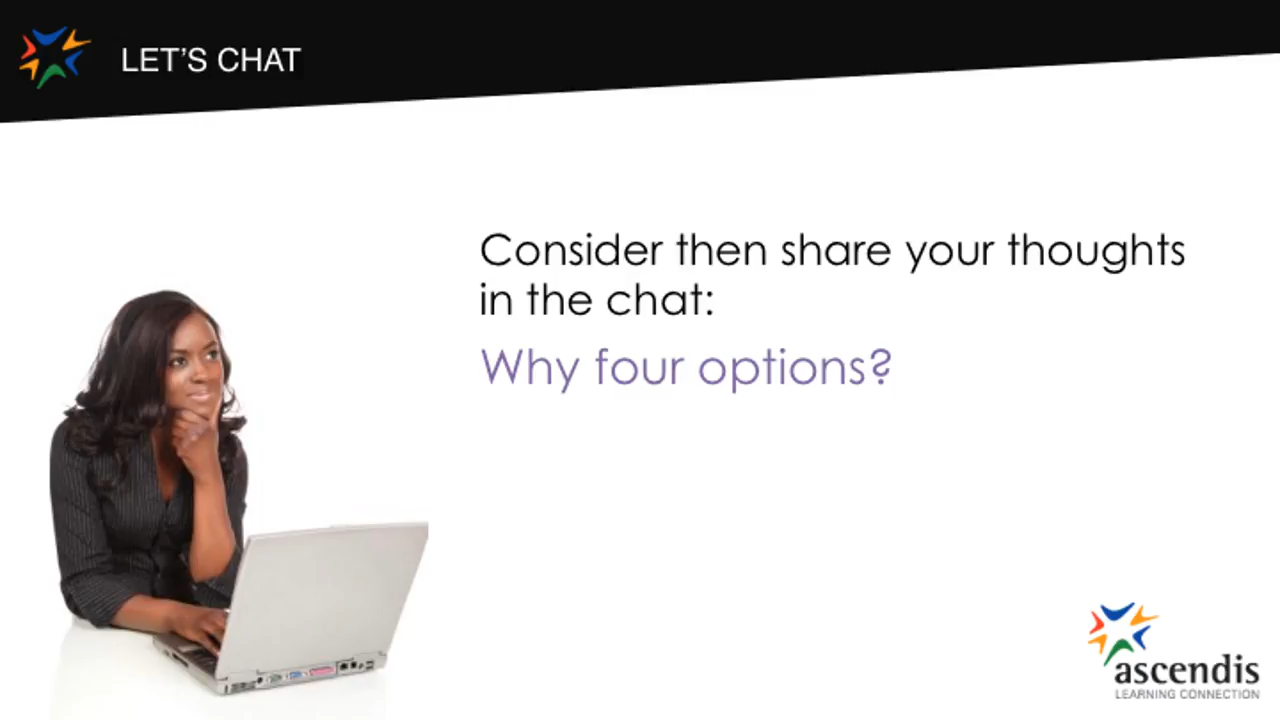 LET'S CHAT
Consider then share your thoughts
in the chat:
Why four options?
ascendis
LEARNING CONNECTION